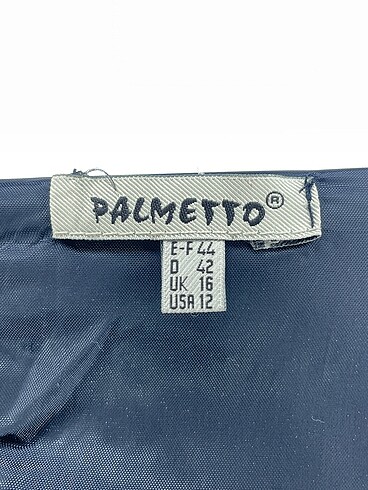 PALMETTO®
E-F 44
D 42
UK 16
USA 12